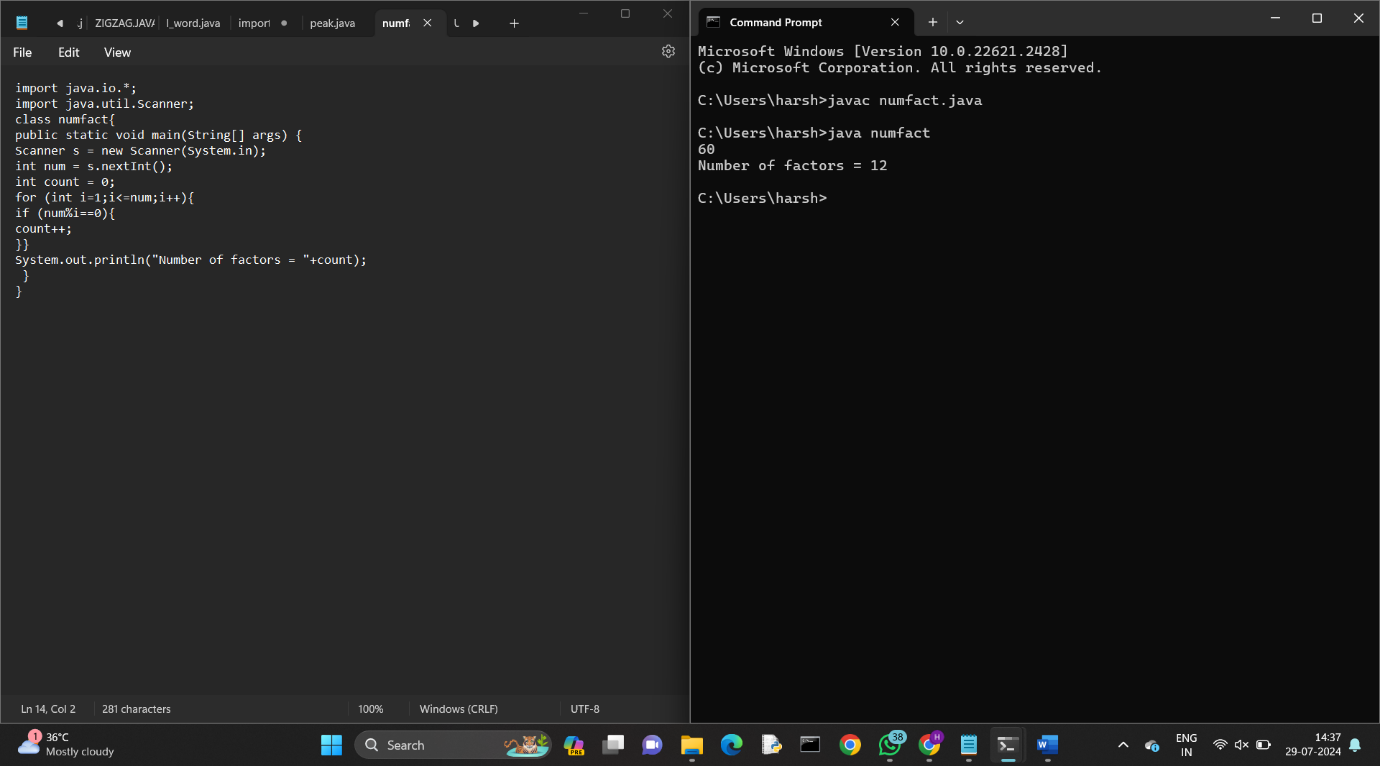 .j ZIGZAG.JAVA l_word.java import peak.java numfa
File Edit View
import java.io.*;
import java.util.Scanner;
class numfact{
public static void main(String[] args) {
Scanner s = new Scanner(System.in);
int num = s.nextInt();
int count = 0;
for (int i=1;i<=num;i++){
if (num%i==0){
count++;
}}
System.out.println("Number of factors = "+count);
}
}
Ln 14, Col 2 281 characters 100% Windows (CRLF) UTF-8
Command Prompt
Microsoft Windows [Version 10.0.22621.2428]
(c) Microsoft Corporation. All rights reserved.
C:\Users\harsh>javac numfact.java
C:\Users\harsh>java numfact
60
Number of factors = 12
C:\Users\harsh>
1 36°C
Mostly cloudy
Search
PRE
38
H
ENG
IN
14:37
29-07-2024